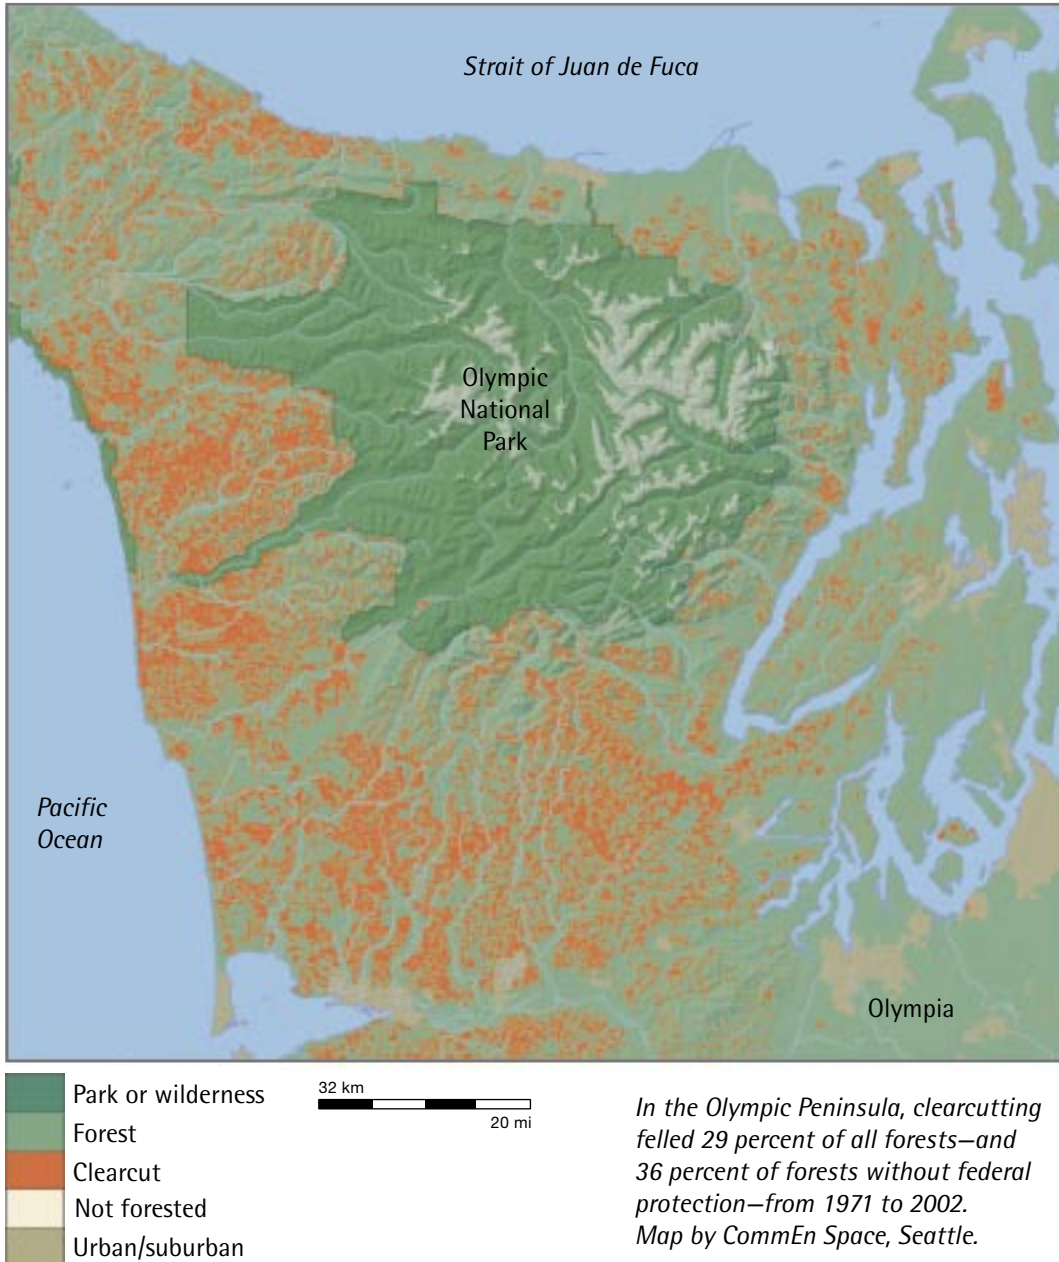 Strait of Juan de Fuca
Olympic
National
Park
Pacific
Ocean
Olympia
Park or wilderness
Forest
Clearcut
Not forested
Urban/suburban
32 km
20 mi
In the Olympic Peninsula, clearcutting
felled 29 percent of all forests—and
36 percent of forests without federal
protection—from 1971 to 2002.
Map by CommEn Space, Seattle.